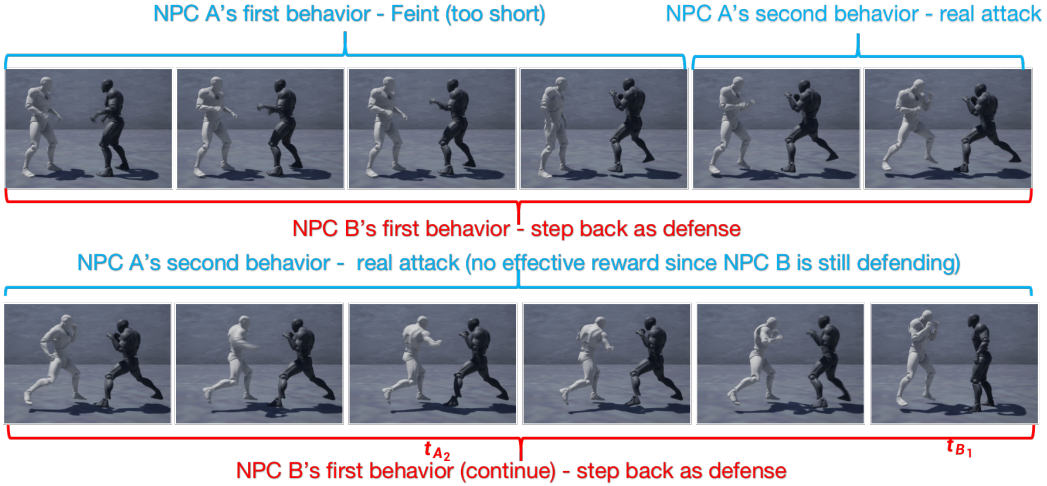 NPC A's first behavior - Feint (too short)
NPC A's second behavior - real attack
NPC B's first behavior - step back as defense
NPC A's second behavior - real attack (no effective reward since NPC B is still defending)
t_{A_2}
t_{B_1}
NPC B's first behavior (continue) - step back as defense